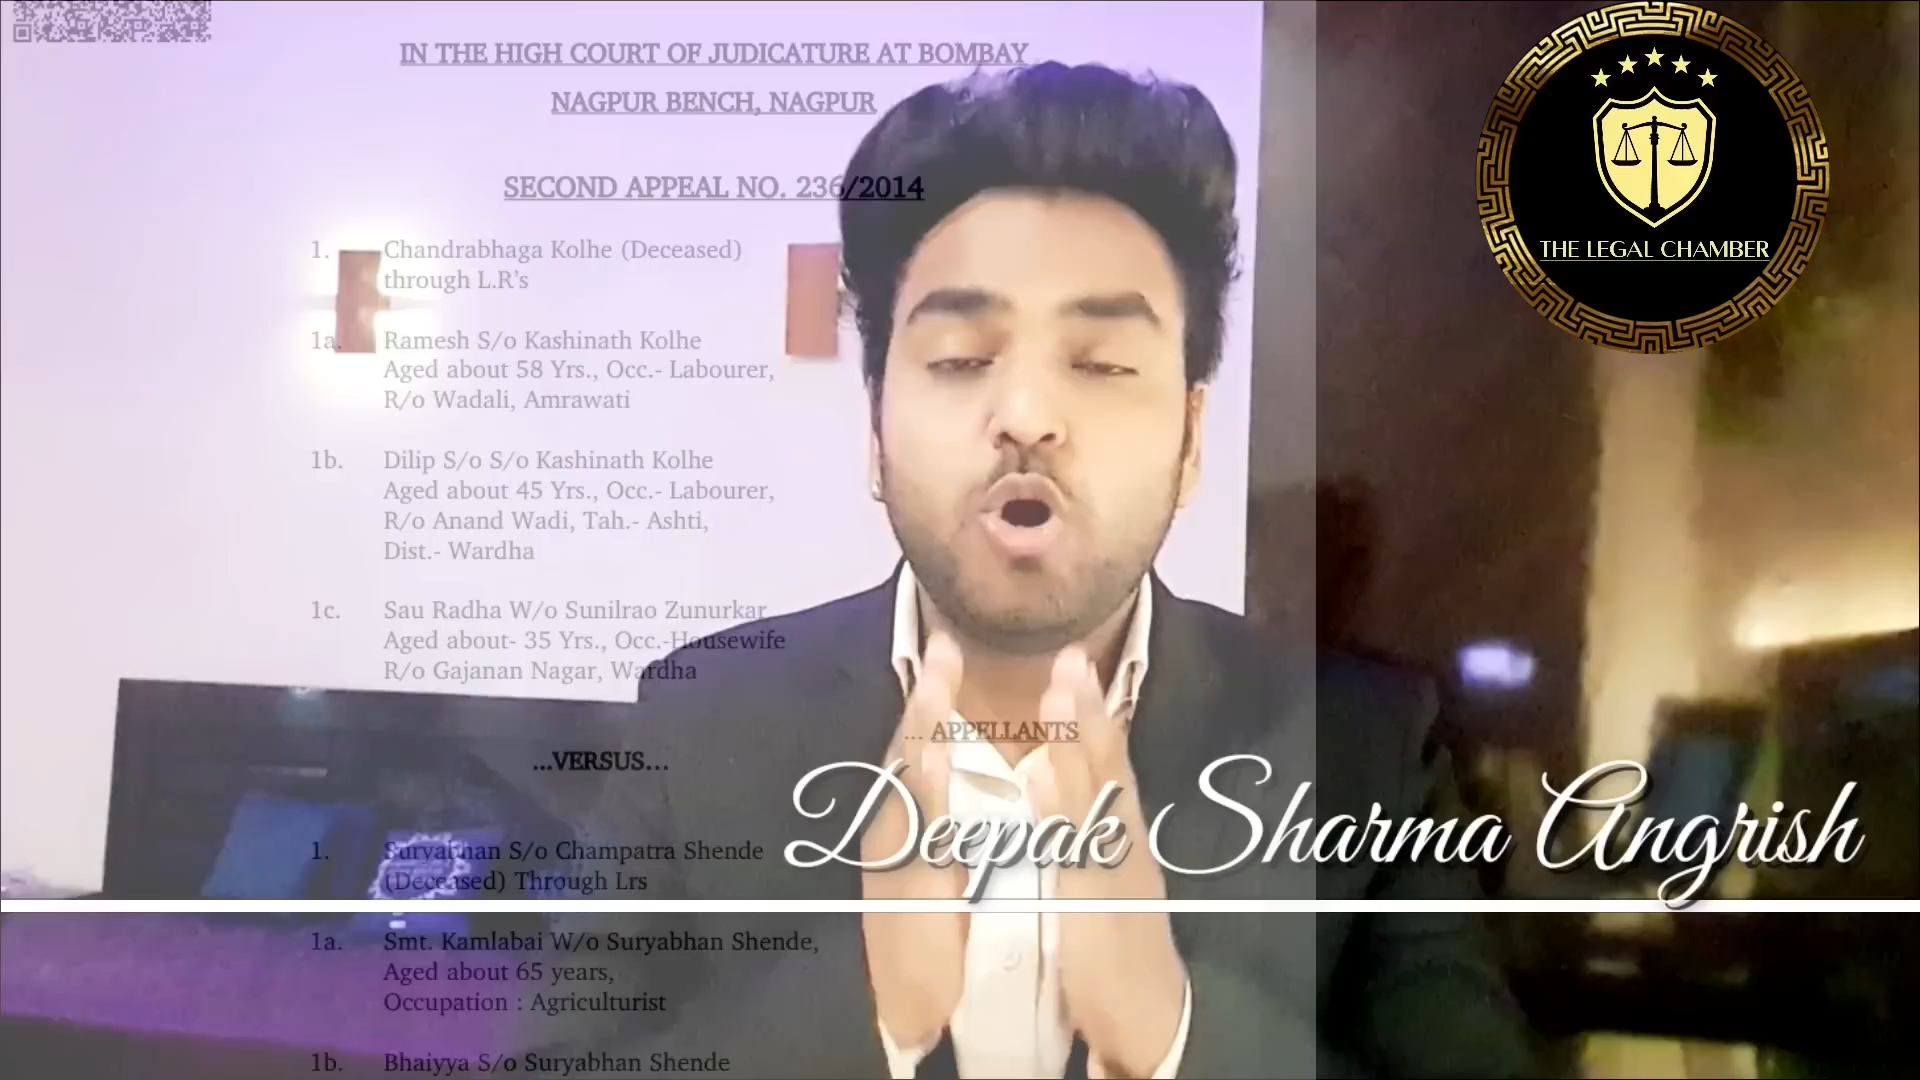 IN THE HIGH COURT OF JUDICATURE AT BOMBAY
NAGPUR BENCH, NAGPUR
SECOND APPEAL NO. 236/2014
1. Chandrabhaga Kolhe (Deceased)
through L.R's
1a. Ramesh S/o Kashinath Kolhe
Aged about 58 Yrs., Occ.- Labourer,
R/o Wadali, Amrawati
1b. Dilip S/o S/o Kashinath Kolhe
Aged about 45 Yrs., Occ.- Labourer,
R/o Anand Wadi, Tah.- Ashti,
Dist.- Wardha
1c. Sau Radha W/o Sunilrao Zunurkar
Aged about- 35 Yrs., Occ.-Housewife
R/o Gajanan Nagar, Wardha
... APPELLANTS
...VERSUS...
1. Suryabhan S/o Champatra Shende
(Deceased) Through Lrs
1a. Smt. Kamlabai W/o Suryabhan Shende,
Aged about 65 years,
Occupation : Agriculturist
1b. Bhaiyya S/o Suryabhan Shende
THE LEGAL CHAMBER
Deepak Sharma Angrish